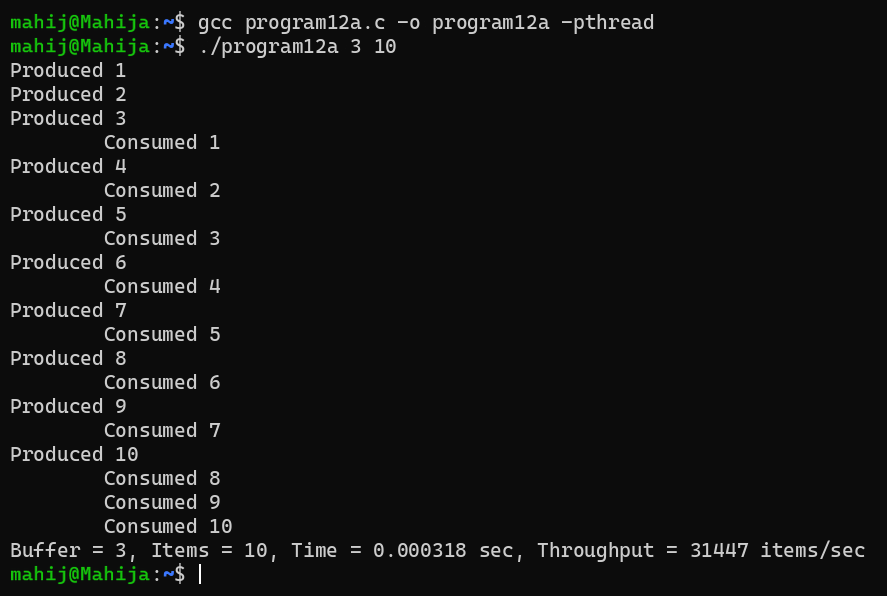 mahij@Mahija:~$ gcc program12a.c -o program12a -pthread
mahij@Mahija:~$ ./program12a 3 10
Produced 1
Produced 2
Produced 3
        Consumed 1
Produced 4
        Consumed 2
Produced 5
        Consumed 3
Produced 6
        Consumed 4
Produced 7
        Consumed 5
Produced 8
        Consumed 6
Produced 9
        Consumed 7
Produced 10
        Consumed 8
        Consumed 9
        Consumed 10
Buffer = 3, Items = 10, Time = 0.000318 sec, Throughput = 31447 items/sec
mahij@Mahija:~$